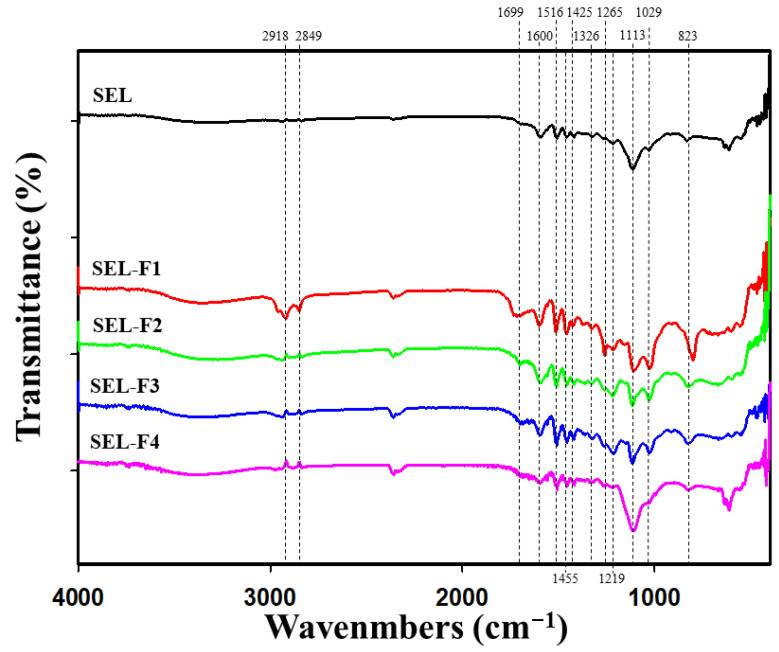 1699 1516 1425 1265 1029
2918 2849 1600 1326 1113 823
SEL
SEL-F1
SEL-F2
SEL-F3
SEL-F4
Transmittance (%)
1455 1219
4000 3000 2000 1000
Wavenmbers (cm⁻¹)